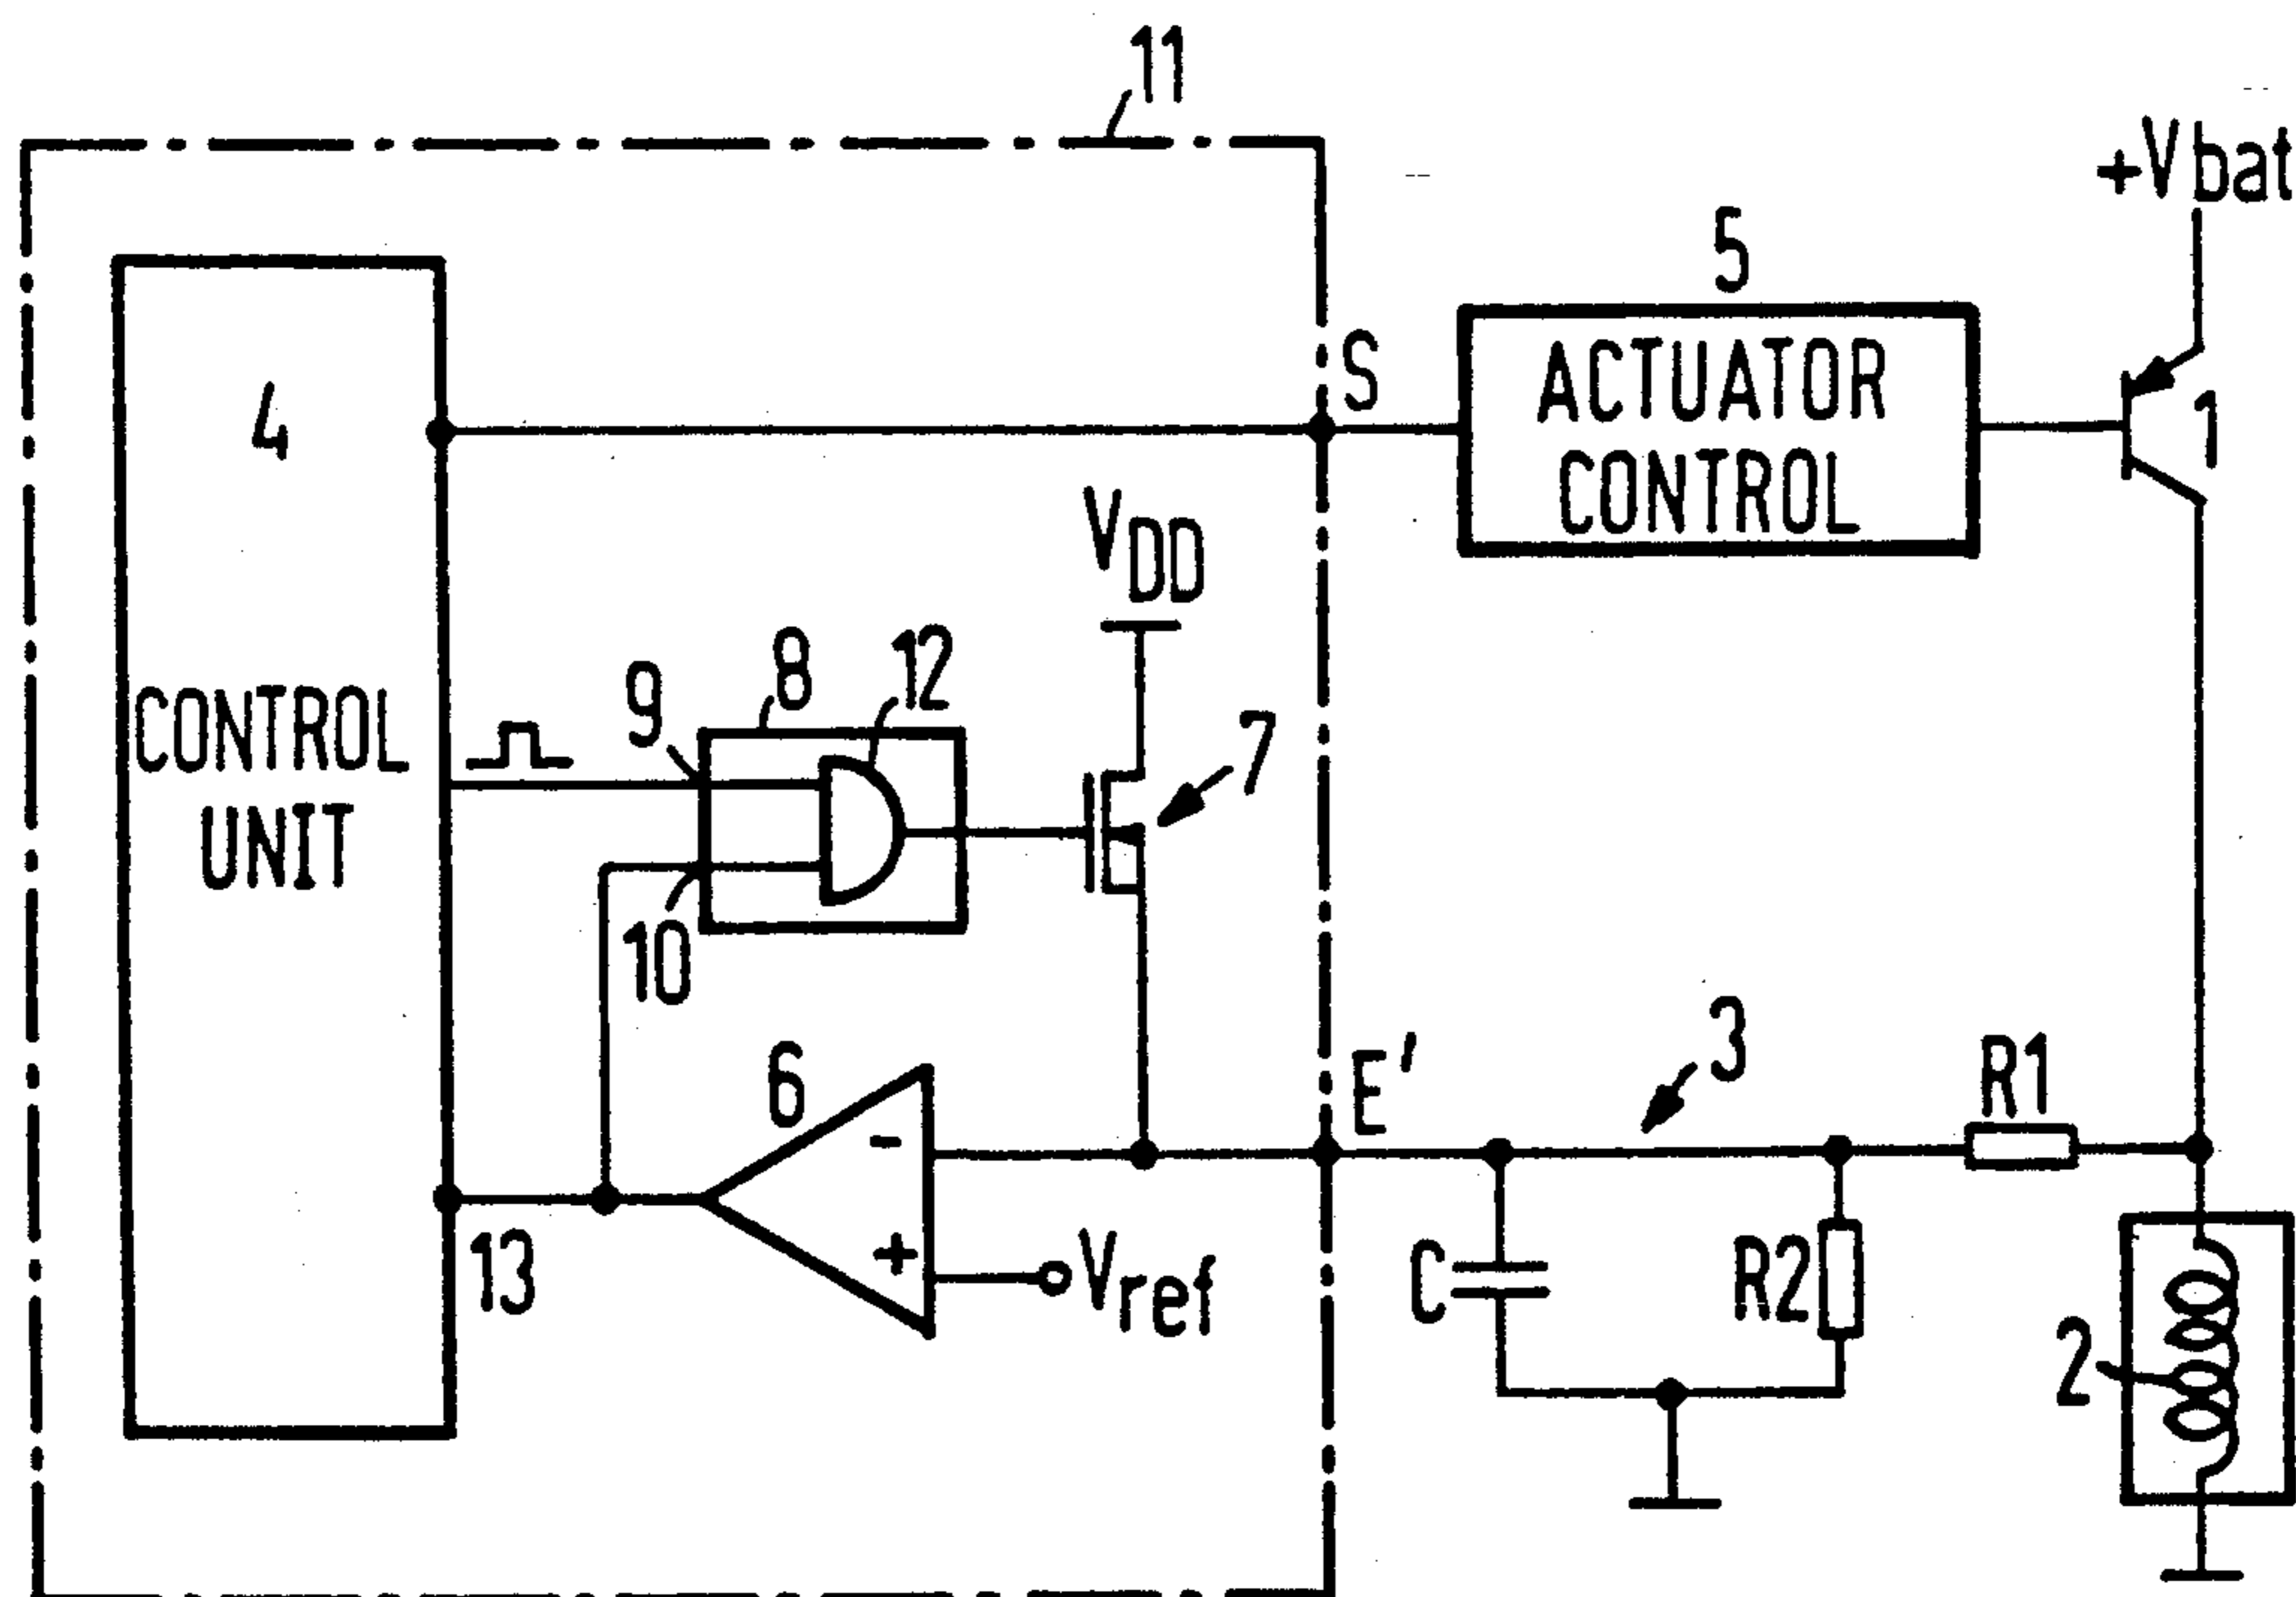 11
+Vbat
5
S
ACTUATOR
CONTROL
1
4
VDD
9
8
12
7
CONTROL
UNIT
10
3
6
E'
R1
-
+
13
Vref
C
R2
2